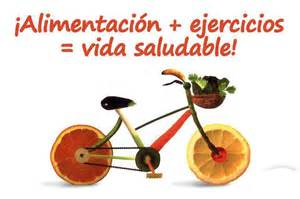 ¡Alimentación + ejercicios
= vida saludable!